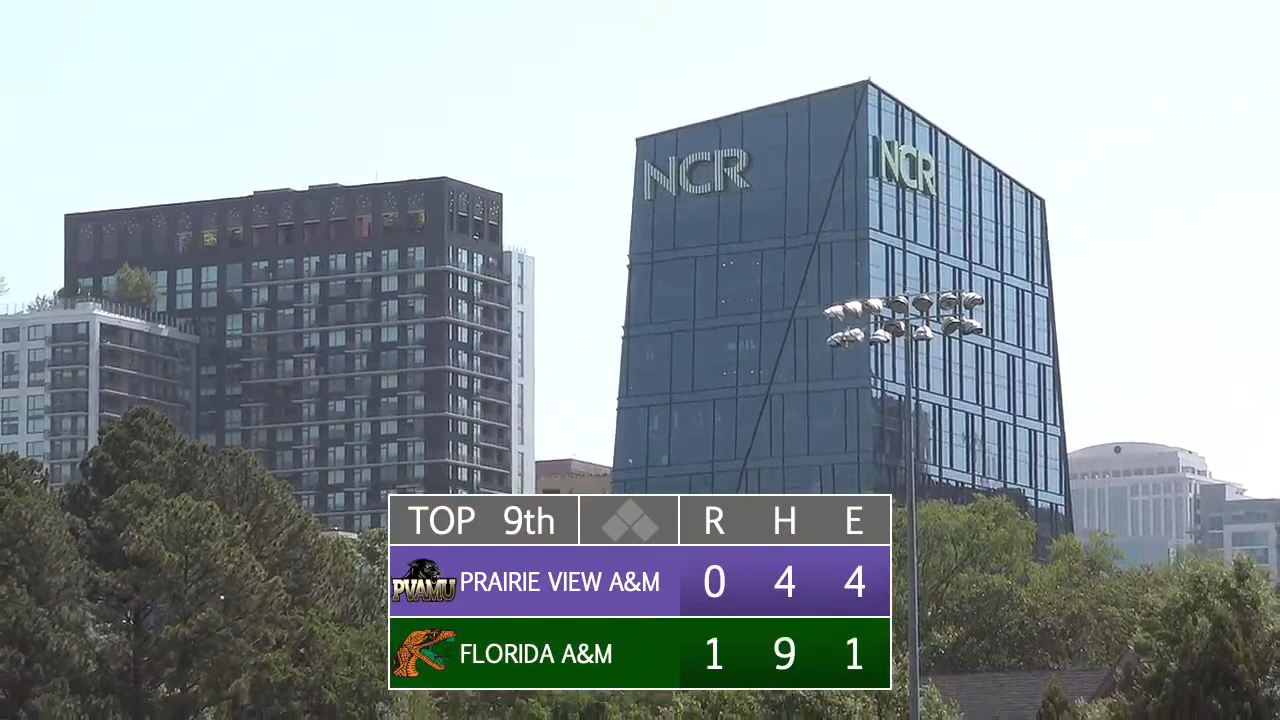 NCR NCR
TOP 9th R H E
PVAMU PRAIRIE VIEW A&M 0 4 4
FLORIDA A&M 1 9 1